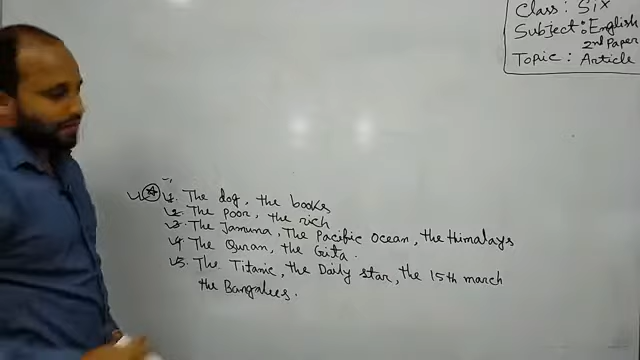 Class: Six
Subject: English
2nd Paper
Topic: Article
1. The dog, the books
2. The poor, the rich
3. The Jamuna, The Pacific Ocean, the Himalays
4. The Quran, the Gita.
5. The Titanic, the Daily star, the 15th march
the Bangalees.